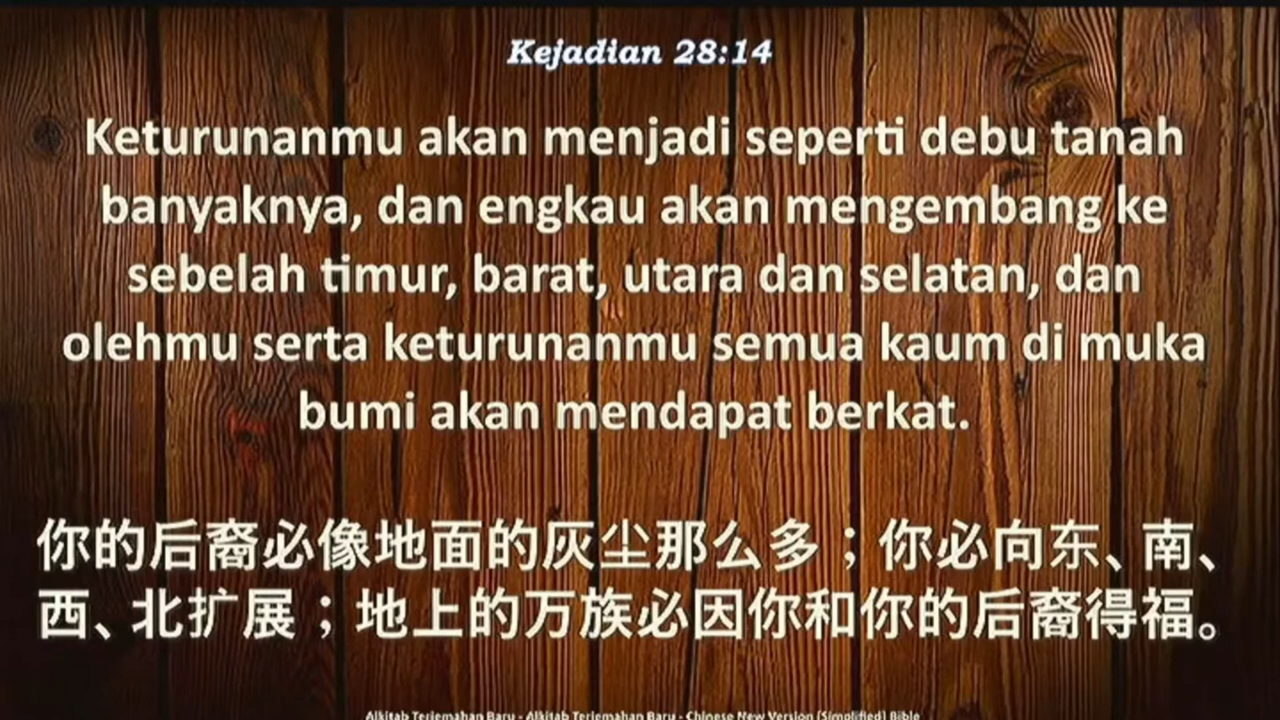 Kejadian 28:14
Keturunanmu akan menjadi seperti debu tanah
banyaknya, dan engkau akan mengembang ke
sebelah timur, barat, utara dan selatan, dan
olehmu serta keturunanmu semua kaum di muka
bumi akan mendapat berkat.
你的后裔必像地面的灰尘那么多；你必向东、南、
西、北扩展；地上的万族必因你和你的后裔得福。
Alkitab Terjemahan Baru - Alkitab Terjemahan Baru - Chinese New Version (Simplified) Bible